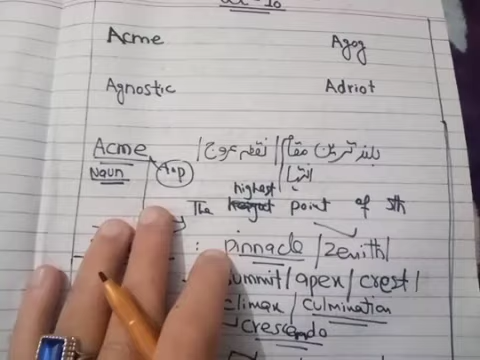 Acme Agog
Agnostic Adriot
Acme Top | نقطہ عروج | بلند ترین مقام
Noun انتہا
highest
The point of sth
: Pinnacle / Zenith /
summit / apex / crest /
climax / Culmination
crescendo